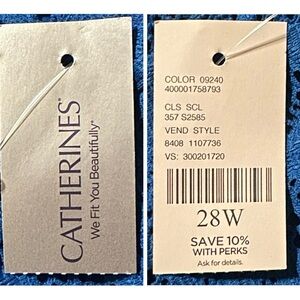 CATHERINES®
We Fit You Beautifully®
COLOR 09240
400001758793
CLS SCL
357 S2585
VEND STYLE
8408 1107736
VS: 300201720
28W
SAVE 10%
WITH PERKS
Ask for details.